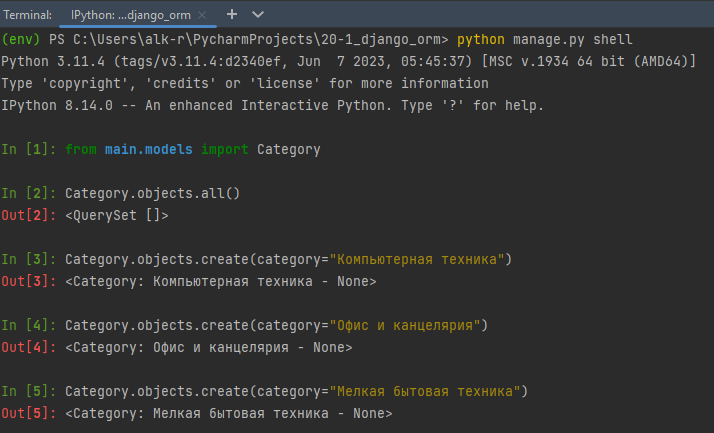 Terminal: IPython: ...django_orm × + ⌄
(env) PS C:\Users\alk-r\PycharmProjects\20-1_django_orm> python manage.py shell
Python 3.11.4 (tags/v3.11.4:d2340ef, Jun  7 2023, 05:45:37) [MSC v.1934 64 bit (AMD64)]
Type 'copyright', 'credits' or 'license' for more information
IPython 8.14.0 -- An enhanced Interactive Python. Type '?' for help.
In [1]: from main.models import Category
In [2]: Category.objects.all()
Out[2]: <QuerySet []>
In [3]: Category.objects.create(category="Компьютерная техника")
Out[3]: <Category: Компьютерная техника - None>
In [4]: Category.objects.create(category="Офис и канцелярия")
Out[4]: <Category: Офис и канцелярия - None>
In [5]: Category.objects.create(category="Мелкая бытовая техника")
Out[5]: <Category: Мелкая бытовая техника - None>